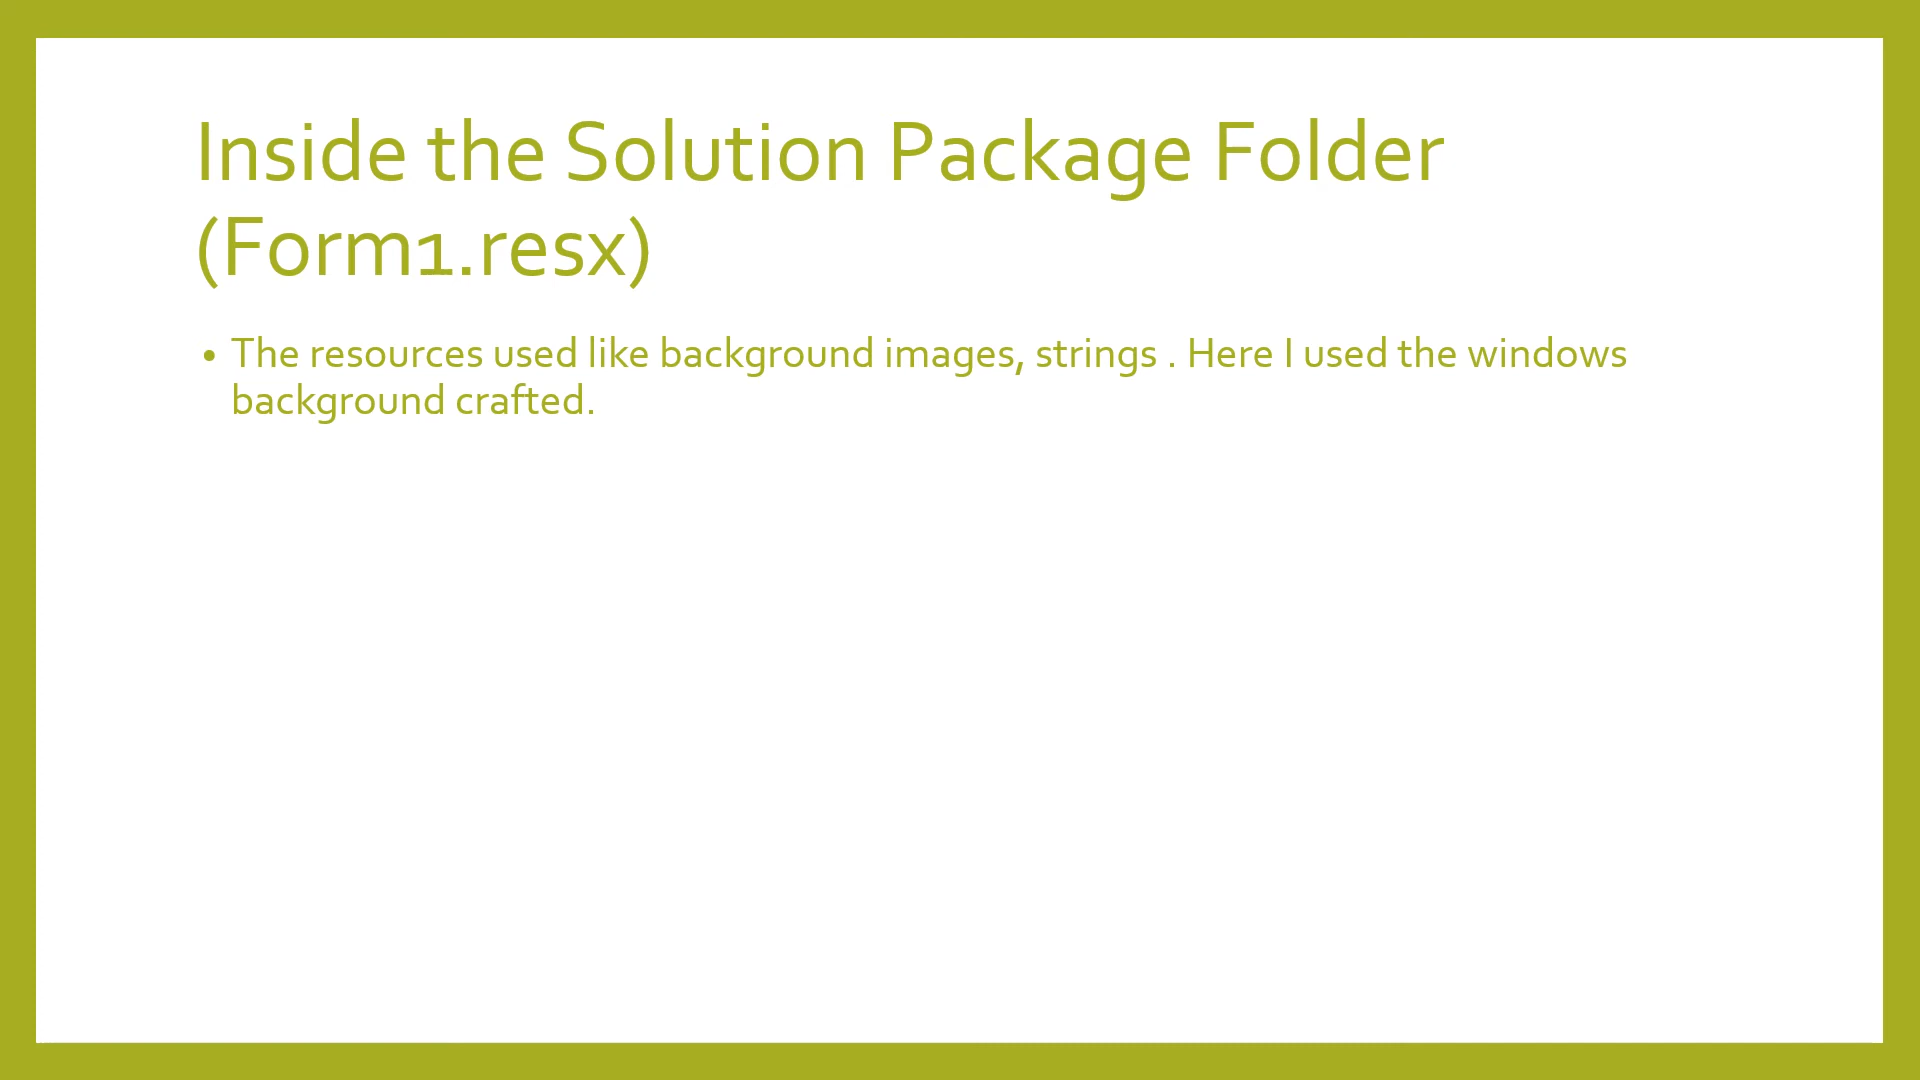 Inside the Solution Package Folder
(Form1.resx)
• The resources used like background images, strings . Here I used the windows
background crafted.